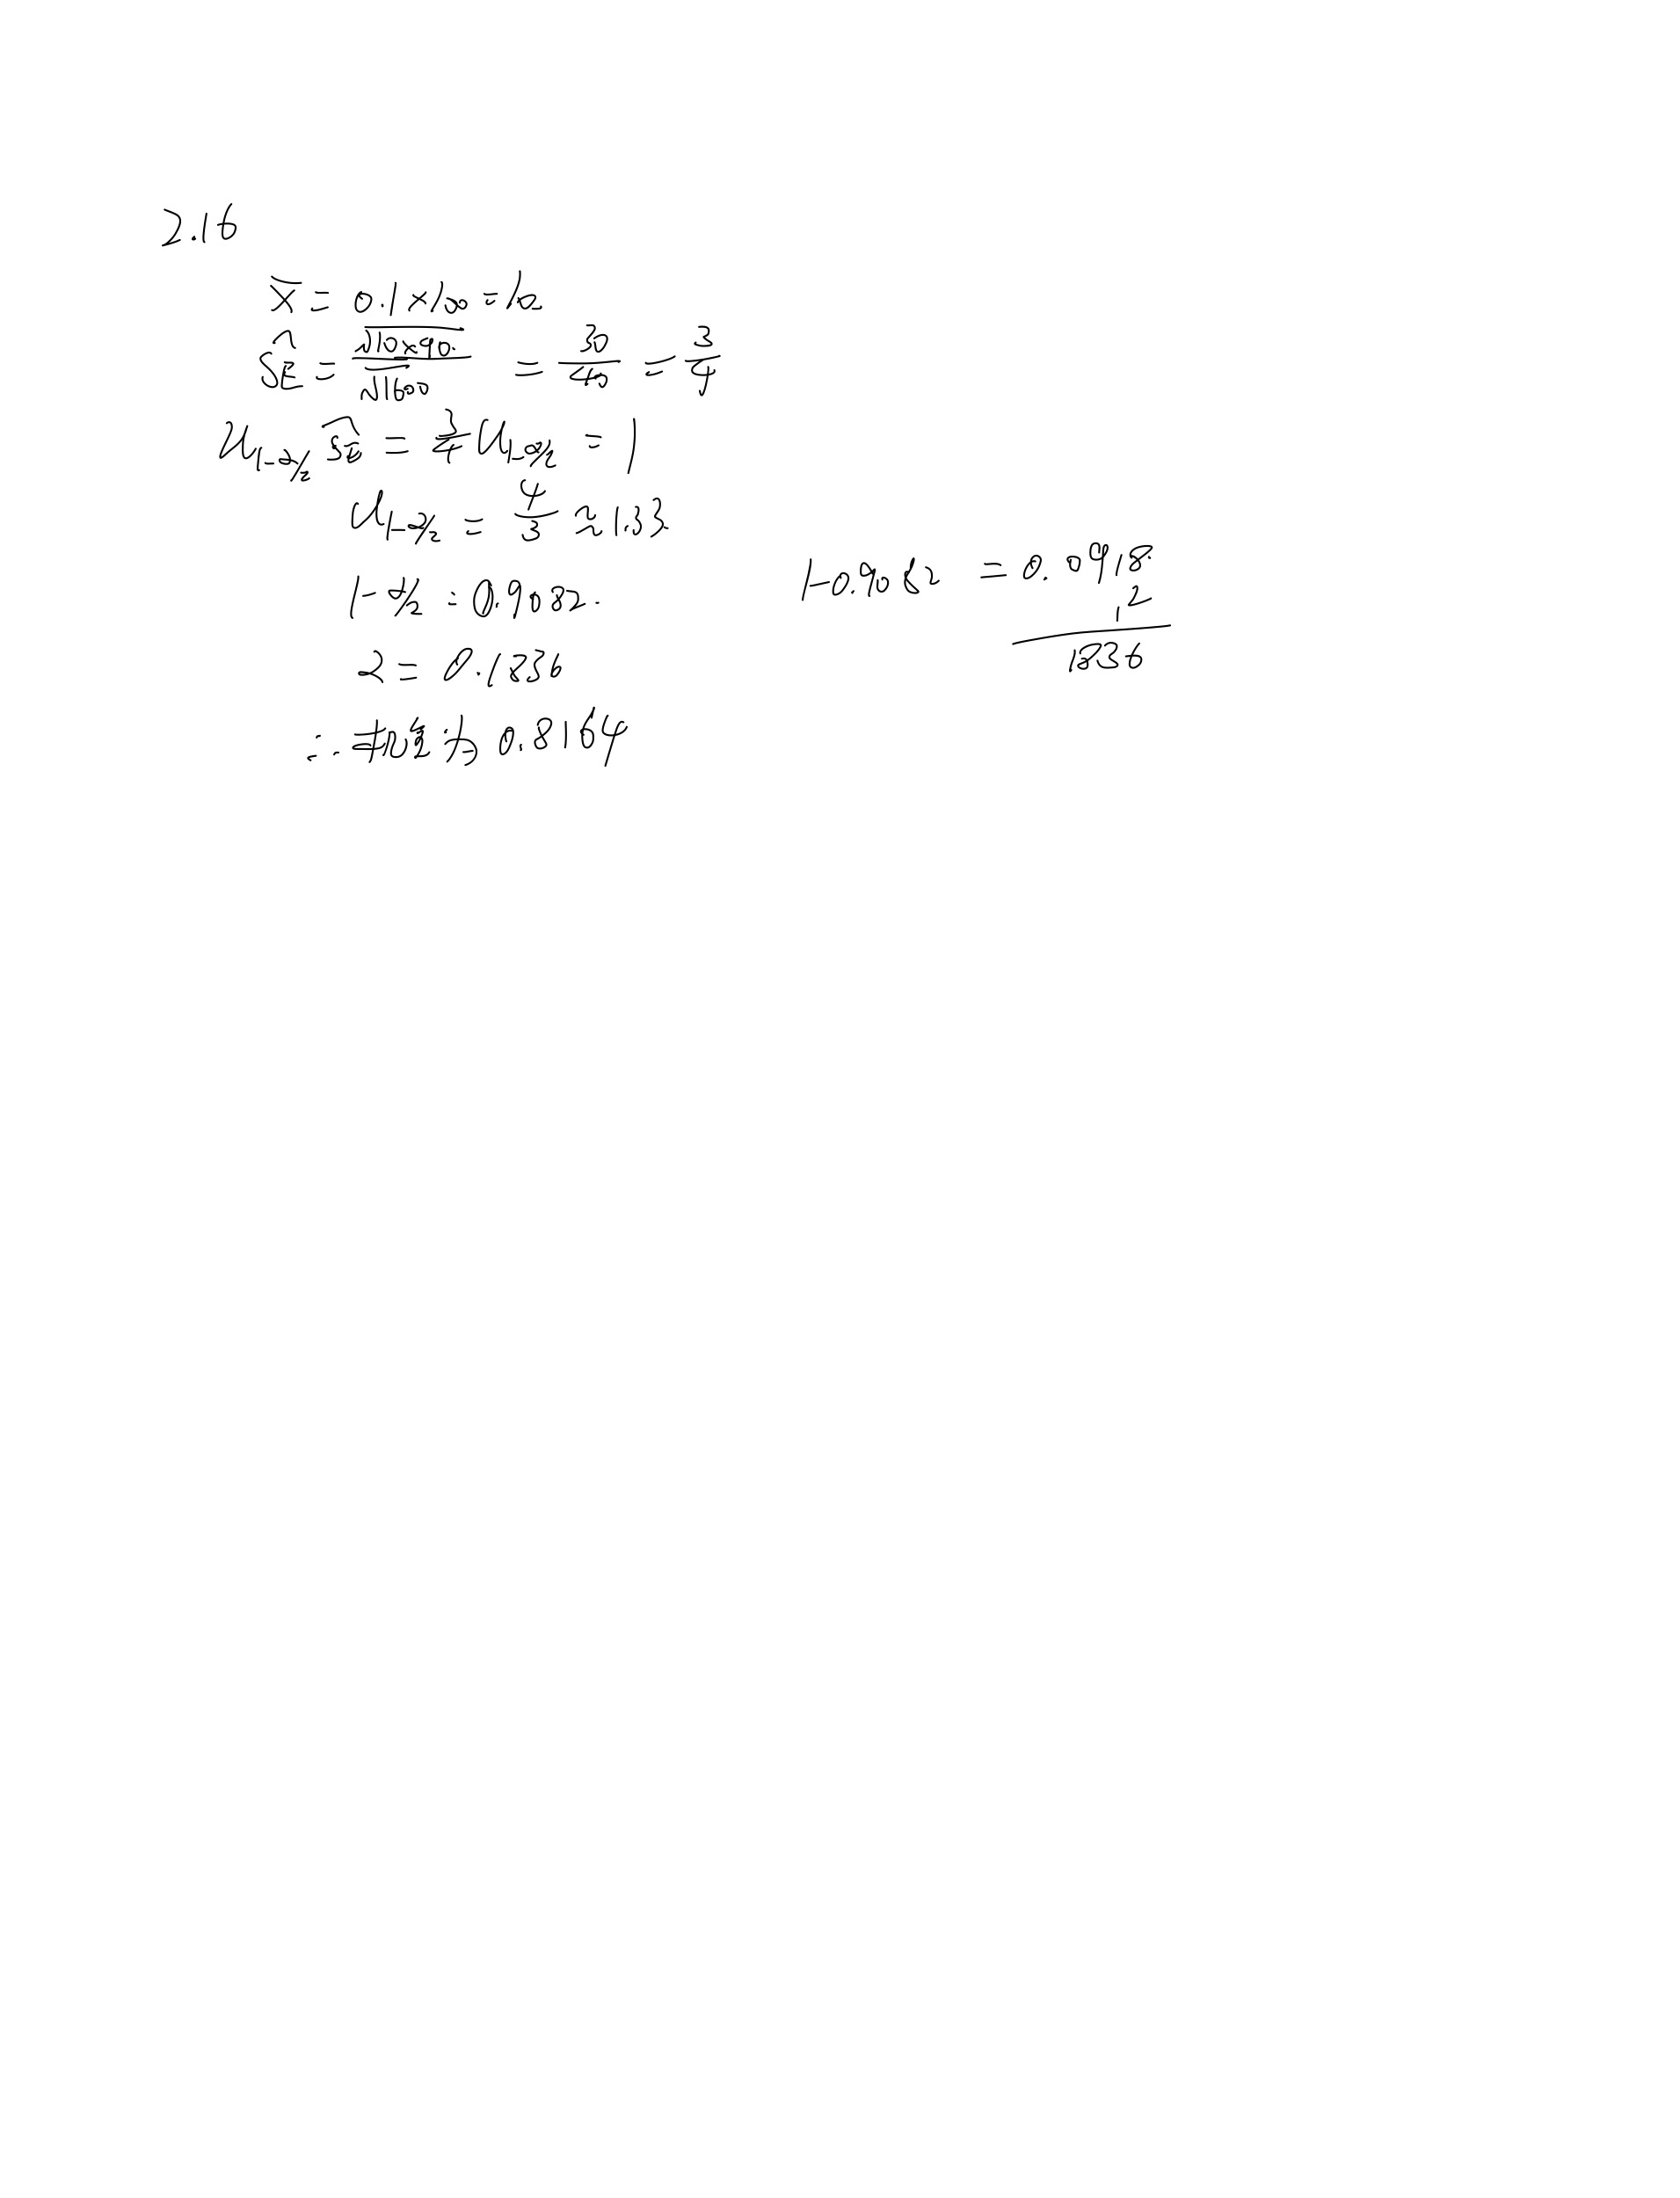 2.16
x̄ = 0.1×100 = 10
SÊ = √(10×90) / √1600 = 30/40 = 3/4
u₁₋α/₂ SÊ = 3/4 u₁₋α/₂ = 1
u₁₋α/₂ = 4/3 ≈ 1.33
1-α/2 = 0.9082.
α = 0.1836
∴ 概率为 0.8164
1-0.9082 = 0.0918
2
1836